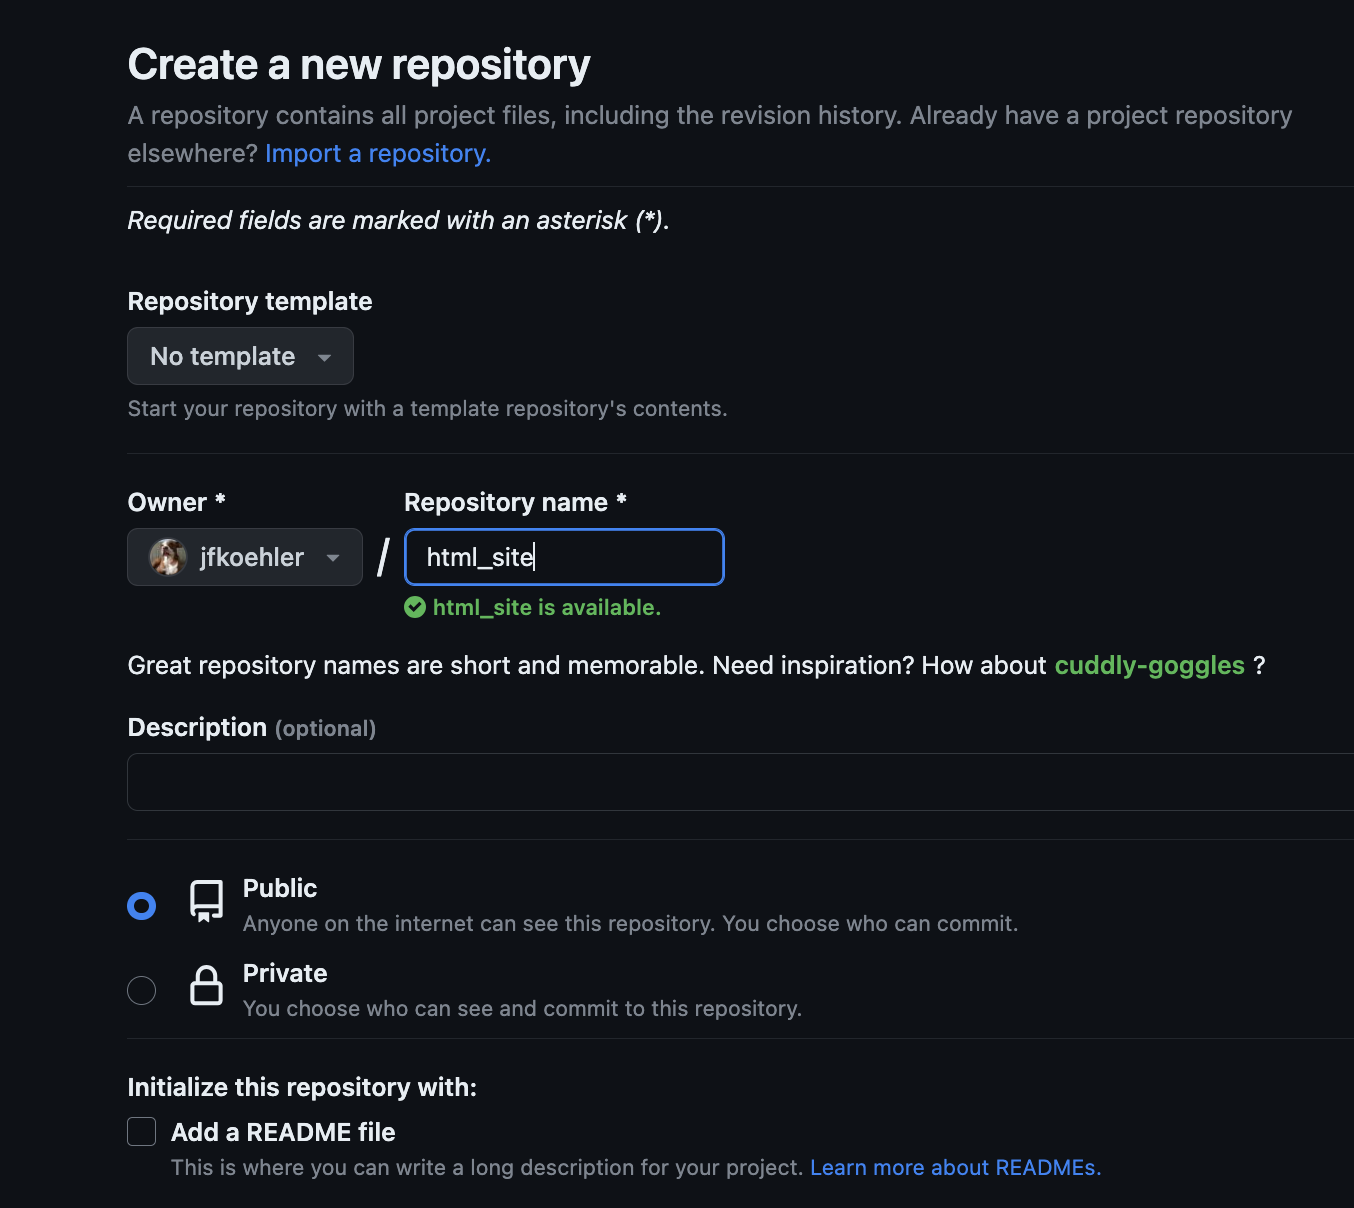 Create a new repository
A repository contains all project files, including the revision history. Already have a project repository
elsewhere? Import a repository.
Required fields are marked with an asterisk (*).
Repository template
No template
Start your repository with a template repository's contents.
Owner *
Repository name *
jfkoehler
/
html_site
html_site is available.
Great repository names are short and memorable. Need inspiration? How about cuddly-goggles ?
Description (optional)
Public
Anyone on the internet can see this repository. You choose who can commit.
Private
You choose who can see and commit to this repository.
Initialize this repository with:
Add a README file
This is where you can write a long description for your project. Learn more about READMEs.